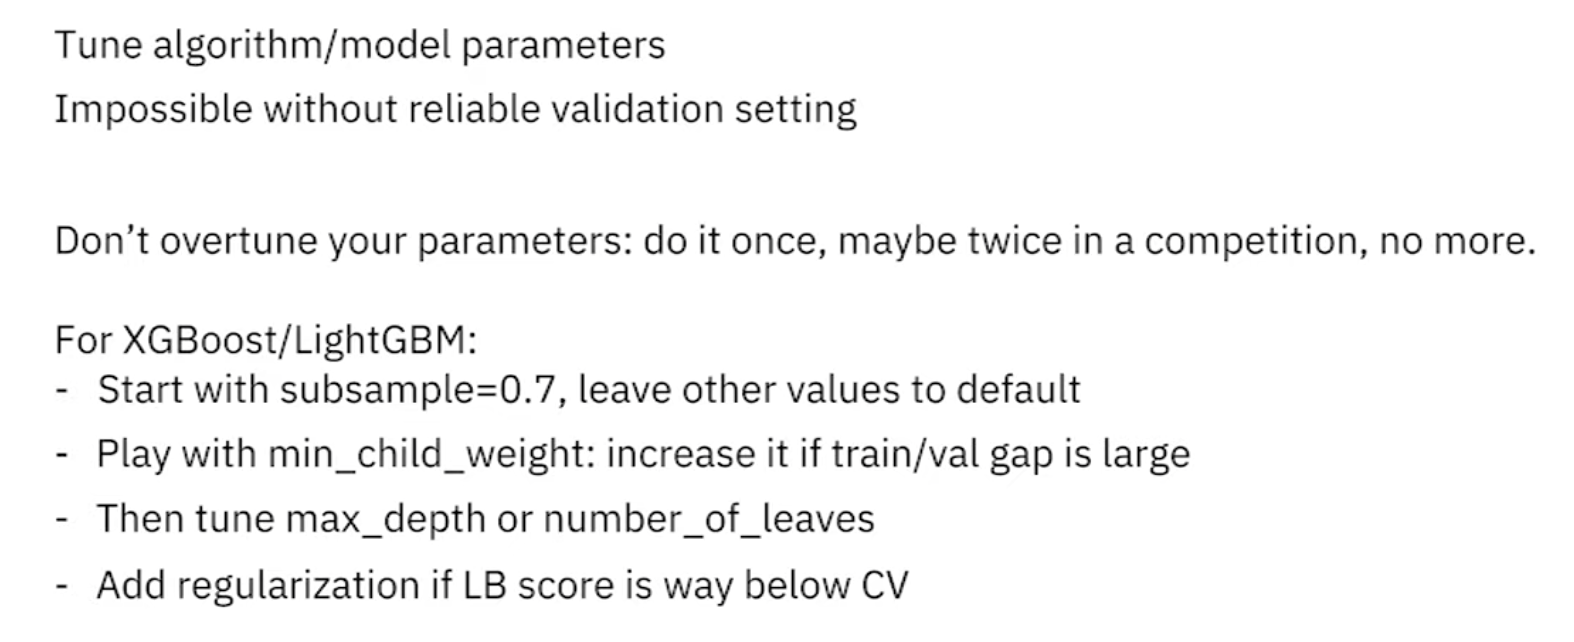 Tune algorithm/model parameters
Impossible without reliable validation setting
Don’t overtune your parameters: do it once, maybe twice in a competition, no more.
For XGBoost/LightGBM:
- Start with subsample=0.7, leave other values to default
- Play with min_child_weight: increase it if train/val gap is large
- Then tune max_depth or number_of_leaves
- Add regularization if LB score is way below CV